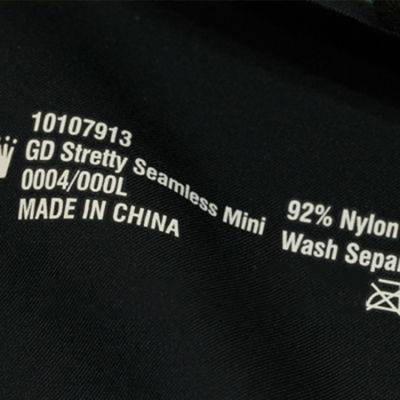 10107913
GD Stretty Seamless Mini
0004/000L
MADE IN CHINA
92% Nylon
Wash Separ